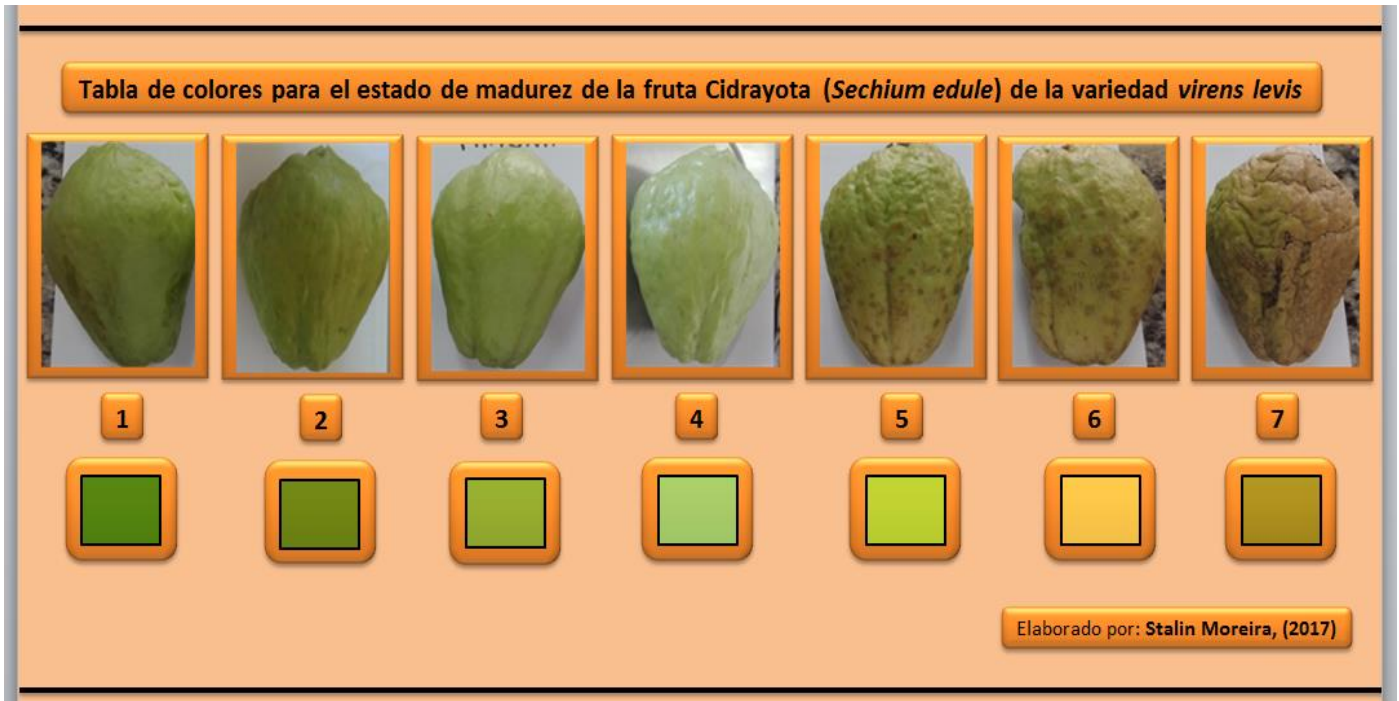 Tabla de colores para el estado de madurez de la fruta Cidrayota (Sechium edule) de la variedad virens levis
1 2 3 4 5 6 7
Elaborado por: Stalin Moreira, (2017)